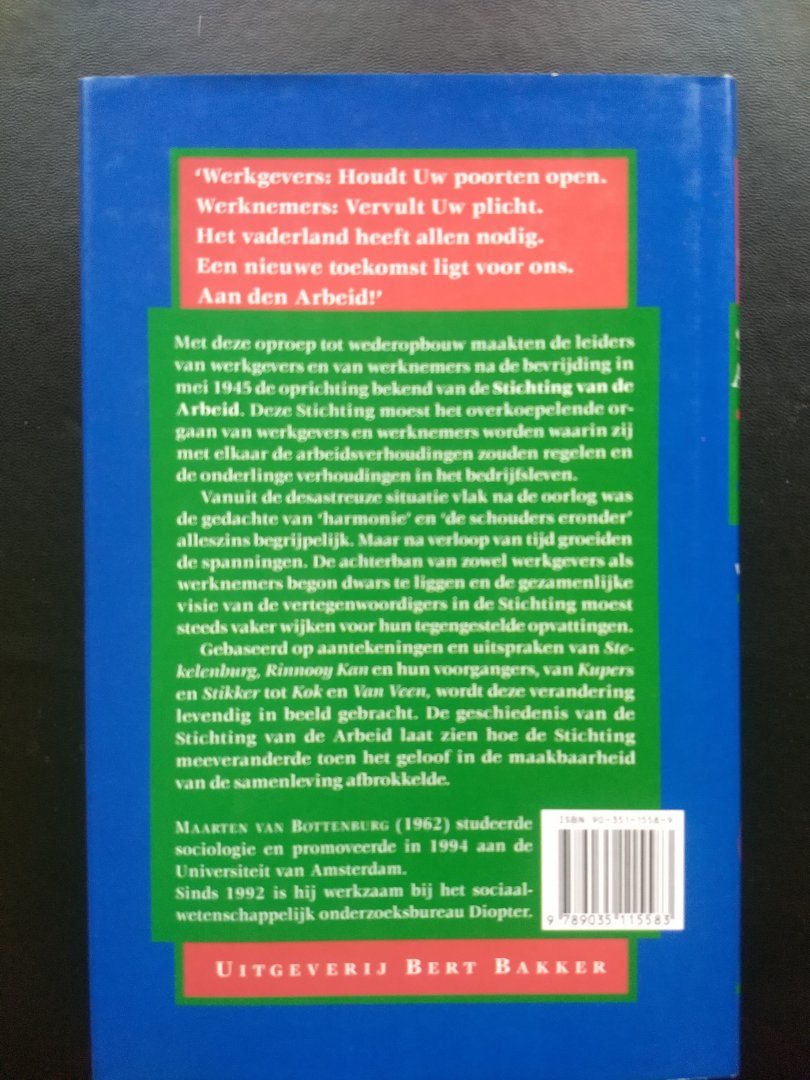 ‘Werkgevers: Houdt Uw poorten open.
Werknemers: Vervult Uw plicht.
Het vaderland heeft allen nodig.
Een nieuwe toekomst ligt voor ons.
Aan den Arbeid!’
Met deze oproep tot wederopbouw maakten de leiders
van werkgevers en van werknemers na de bevrijding in
mei 1945 de oprichting bekend van de Stichting van de
Arbeid. Deze Stichting moest het overkoepelende or-
gaan van werkgevers en werknemers worden waarin zij
met elkaar de arbeidsverhoudingen zouden regelen en
de onderlinge verhoudingen in het bedrijfsleven.
Vanuit de desastreuze situatie vlak na de oorlog was
de gedachte van ‘harmonie’ en ‘de schouders eronder’
alleszins begrijpelijk. Maar na verloop van tijd groeiden
de spanningen. De achterban van zowel werkgevers als
werknemers begon dwars te liggen en de gezamenlijke
visie van de vertegenwoordigers in de Stichting moest
steeds vaker wijken voor hun tegengestelde opvattingen.
Gebaseerd op aantekeningen en uitspraken van Ste-
kelenburg, Rinnooy Kan en hun voorgangers, van Kupers
en Stikker tot Kok en Van Veen, wordt deze verandering
levendig in beeld gebracht. De geschiedenis van de
Stichting van de Arbeid laat zien hoe de Stichting
meeveranderde toen het geloof in de maakbaarheid
van de samenleving afbrokkelde.
MAARTEN VAN BOTTENBURG (1962) studeerde
sociologie en promoveerde in 1994 aan de
Universiteit van Amsterdam.
Sinds 1992 is hij werkzaam bij het sociaal-
wetenschappelijk onderzoeksbureau Diopter.
ISBN 90-351-1558-9
9 789035 115583
UITGEVERIJ BERT BAKKER